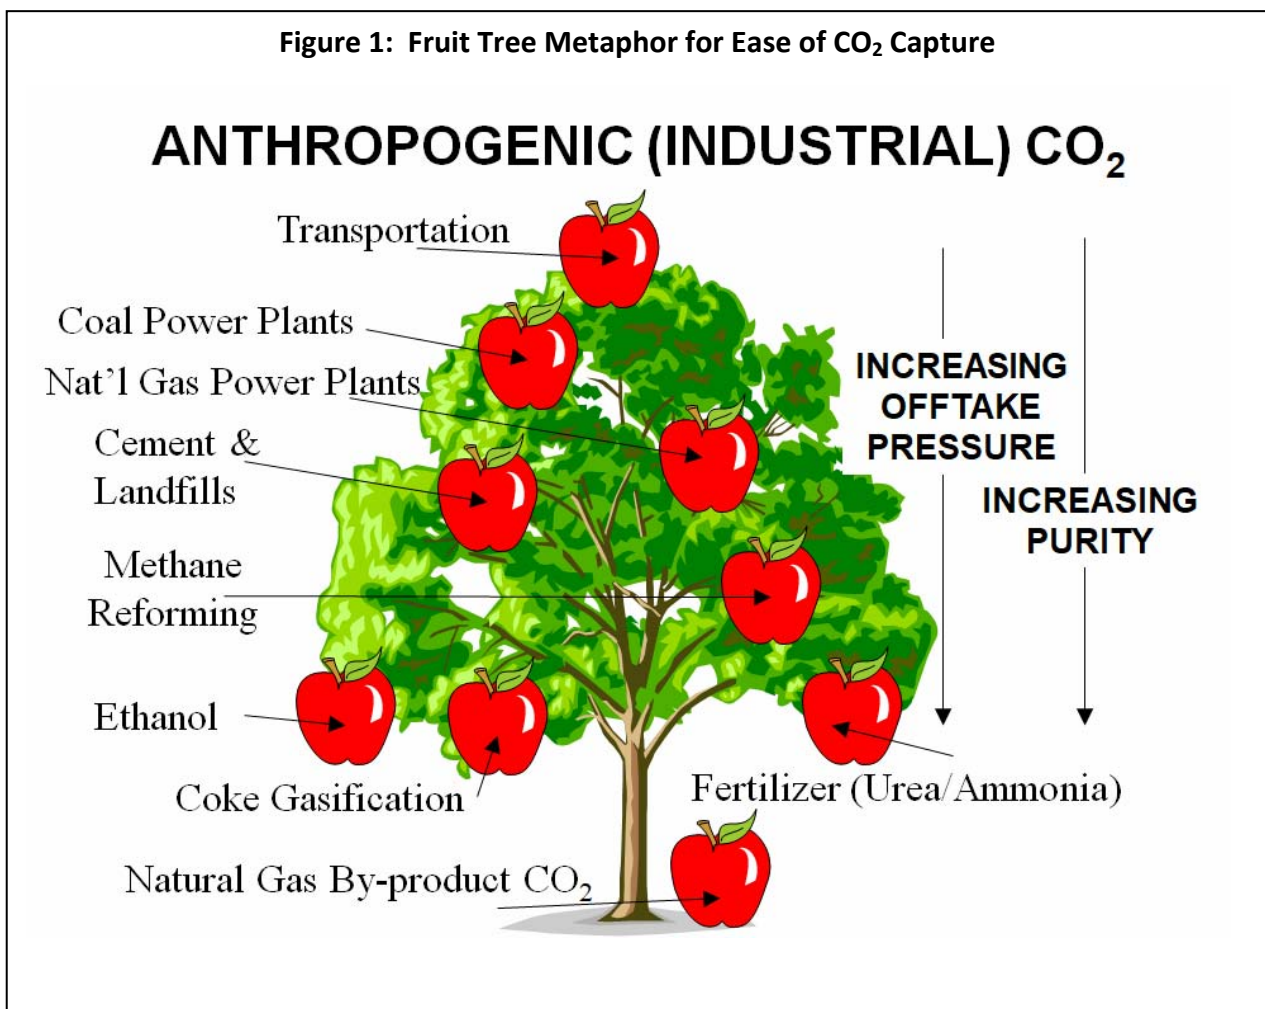 Figure 1:  Fruit Tree Metaphor for Ease of CO₂ Capture
ANTHROPOGENIC (INDUSTRIAL) CO₂
Transportation
Coal Power Plants
Nat'l Gas Power Plants
Cement &
Landfills
Methane
Reforming
Ethanol
Coke Gasification
Natural Gas By-product CO₂
Fertilizer (Urea/Ammonia)
INCREASING
OFFTAKE
PRESSURE
INCREASING
PURITY